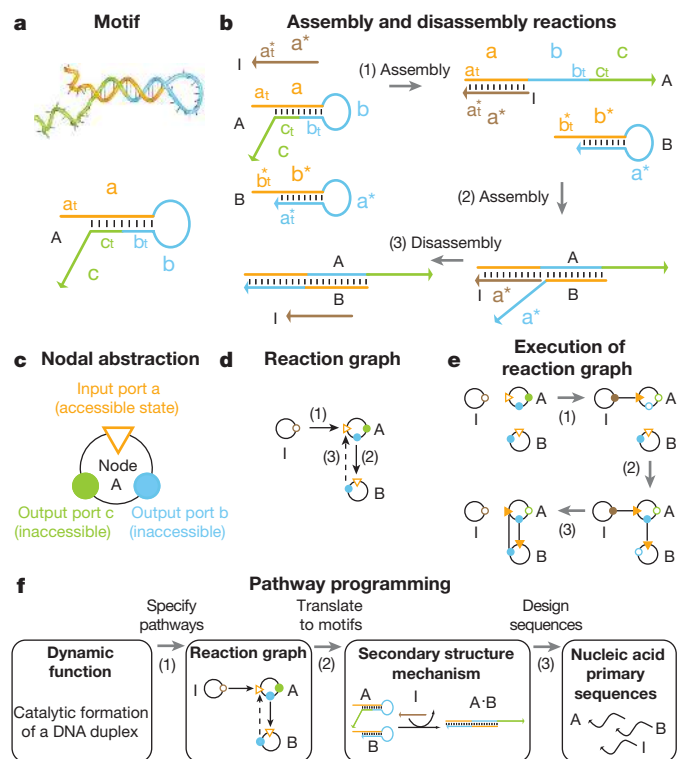 a Motif
a
at
A
ct
bt
b
c
b Assembly and disassembly reactions
I
at* a*
(1) Assembly
a
b
c
at
bt
ct
A
at* a*
I
at
a
A
b
ct
bt
c
bt* b*
B
a*
bt* b*
B
a*
at*
(2) Assembly
(3) Disassembly
A
B
I
A
I
a*
B
a*
c Nodal abstraction
Input port a
(accessible state)
Node
A
Output port c
(inaccessible)
Output port b
(inaccessible)
d Reaction graph
(1)
I
A
(3)
(2)
B
e Execution of
reaction graph
I
A
(1)
I
A
B
B
(2)
I
A
(3)
I
A
B
B
f Pathway programming
Specify
pathways
(1)
Translate
to motifs
(2)
Design
sequences
(3)
Dynamic
function
Catalytic formation
of a DNA duplex
Reaction graph
I
A
B
Secondary structure
mechanism
A
I
A·B
B
Nucleic acid
primary
sequences
A
B
I